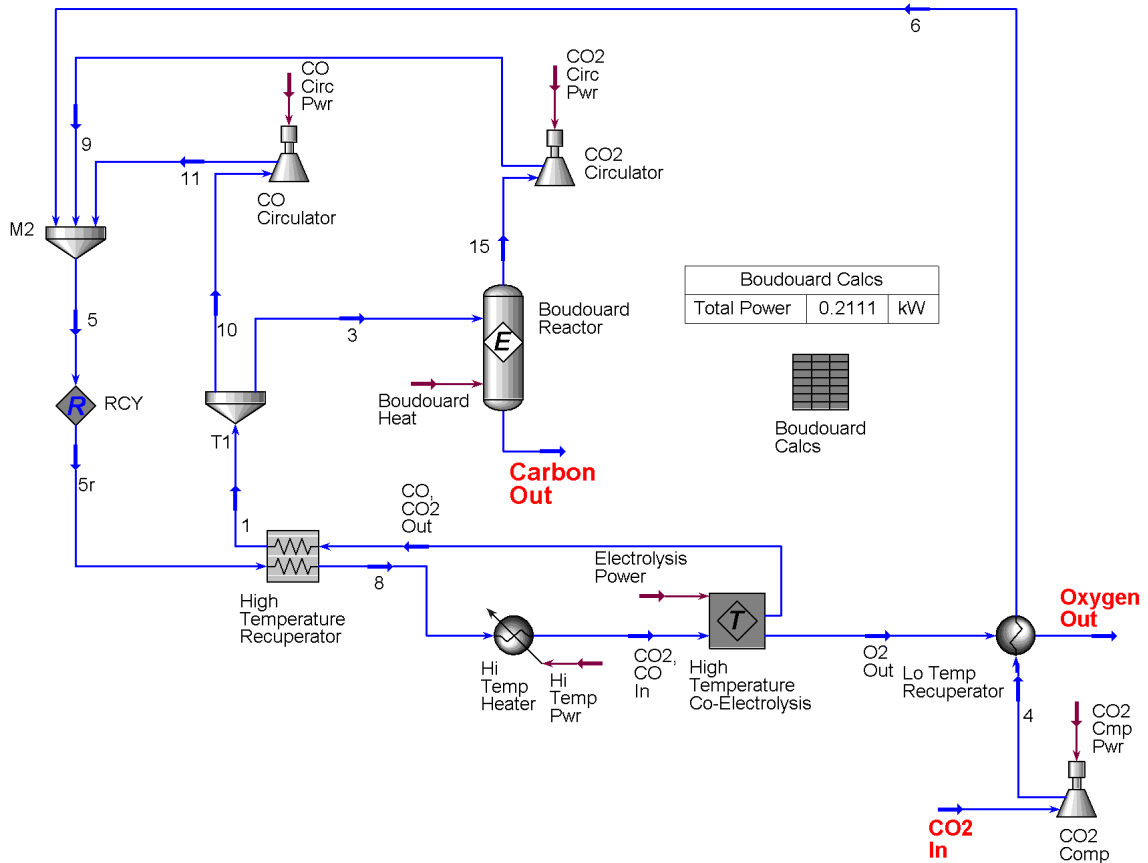 6
CO
Circ
Pwr
CO2
Circ
Pwr
9
11
CO
Circulator
CO2
Circulator
M2
15
5
10
3
Boudouard
Reactor
E
Boudouard Calcs
Total Power 0.2111 kW
R
RCY
T1
Boudouard
Heat
Boudouard
Calcs
Carbon
Out
5r
1
CO,
CO2
Out
8
High
Temperature
Recuperator
Electrolysis
Power
T
Hi
Temp
Heater
Hi
Temp
Pwr
CO2,
CO
In
High
Temperature
Co-Electrolysis
O2
Out
Lo Temp
Recuperator
Oxygen
Out
4
CO2
Cmp
Pwr
CO2
In
CO2
Comp